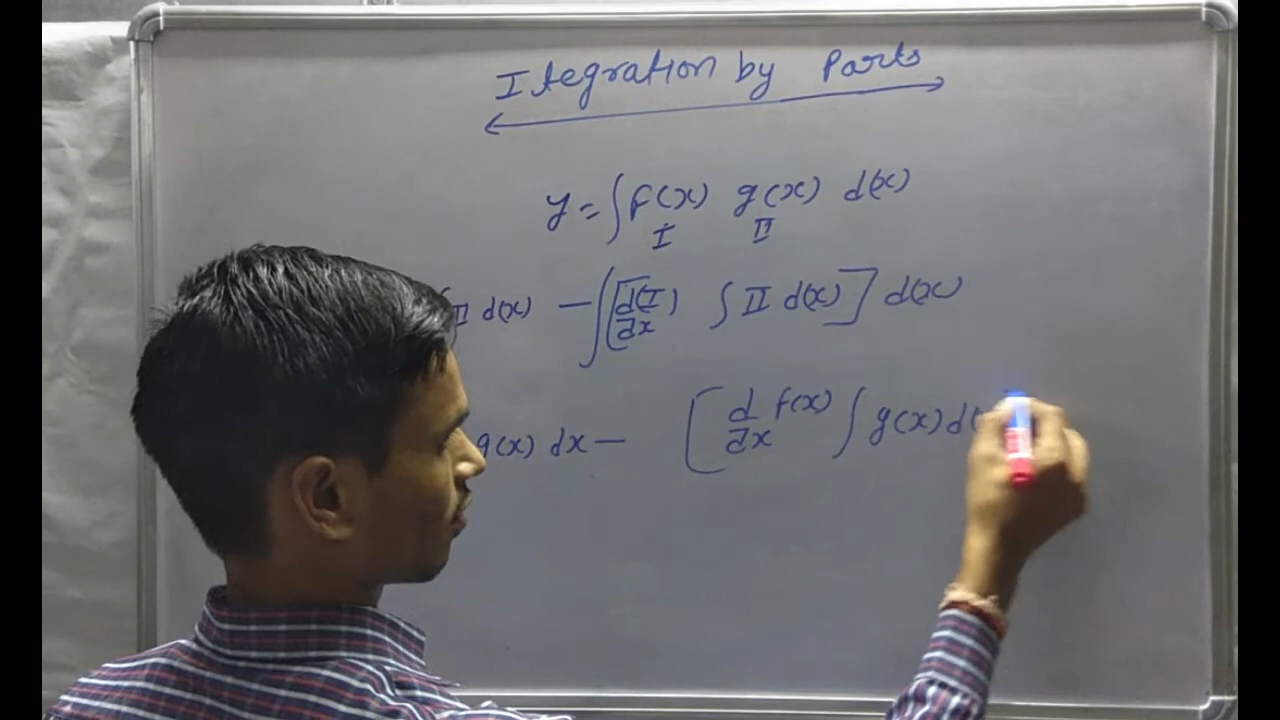 Itegration by Parts
y = ∫ f(x) g(x) d(x)
I II
II d(x) − ∫ [ d(I)/dx ∫ II d(x) ] d(x)
g(x) dx − [ d/dx f(x) ∫ g(x) d(